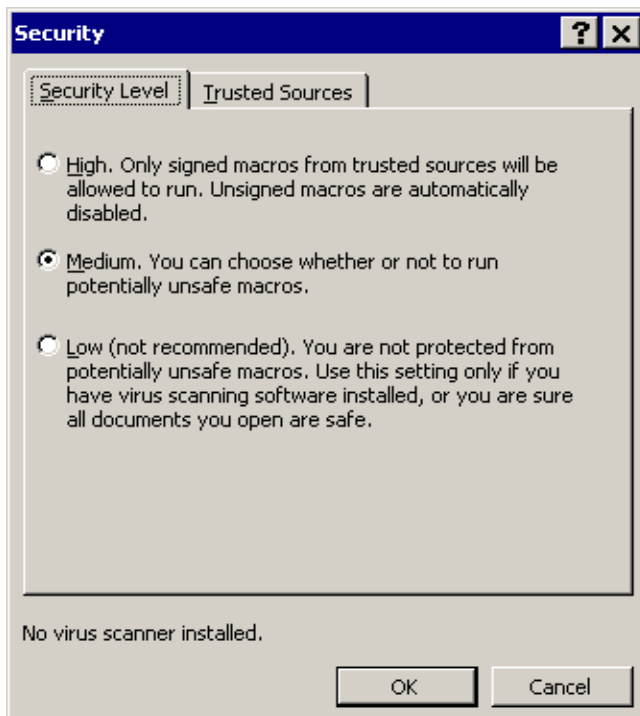 Security
Security Level
Trusted Sources
High. Only signed macros from trusted sources will be
allowed to run. Unsigned macros are automatically
disabled.
Medium. You can choose whether or not to run
potentially unsafe macros.
Low (not recommended). You are not protected from
potentially unsafe macros. Use this setting only if you
have virus scanning software installed, or you are sure
all documents you open are safe.
No virus scanner installed.
OK
Cancel